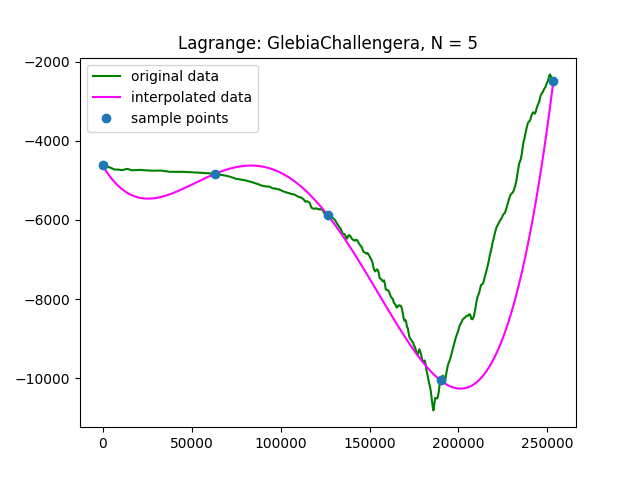 Lagrange: GlebiaChallengera, N = 5
original data
interpolated data
sample points
−2000
−4000
−6000
−8000
−10000
0 50000 100000 150000 200000 250000